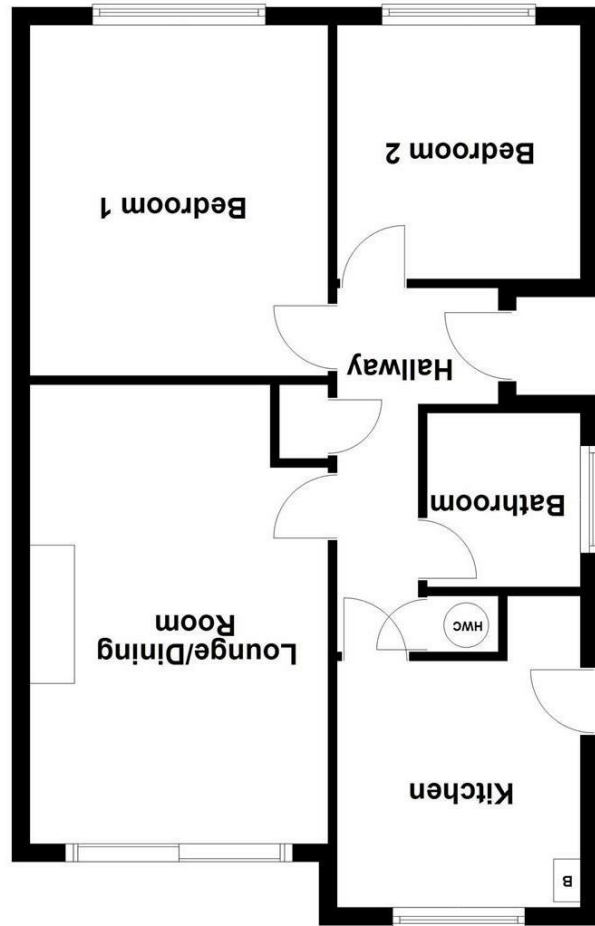 B
Kitchen
Lounge/Dining
Room
HWC
Bathroom
Hallway
Bedroom 1
Bedroom 2